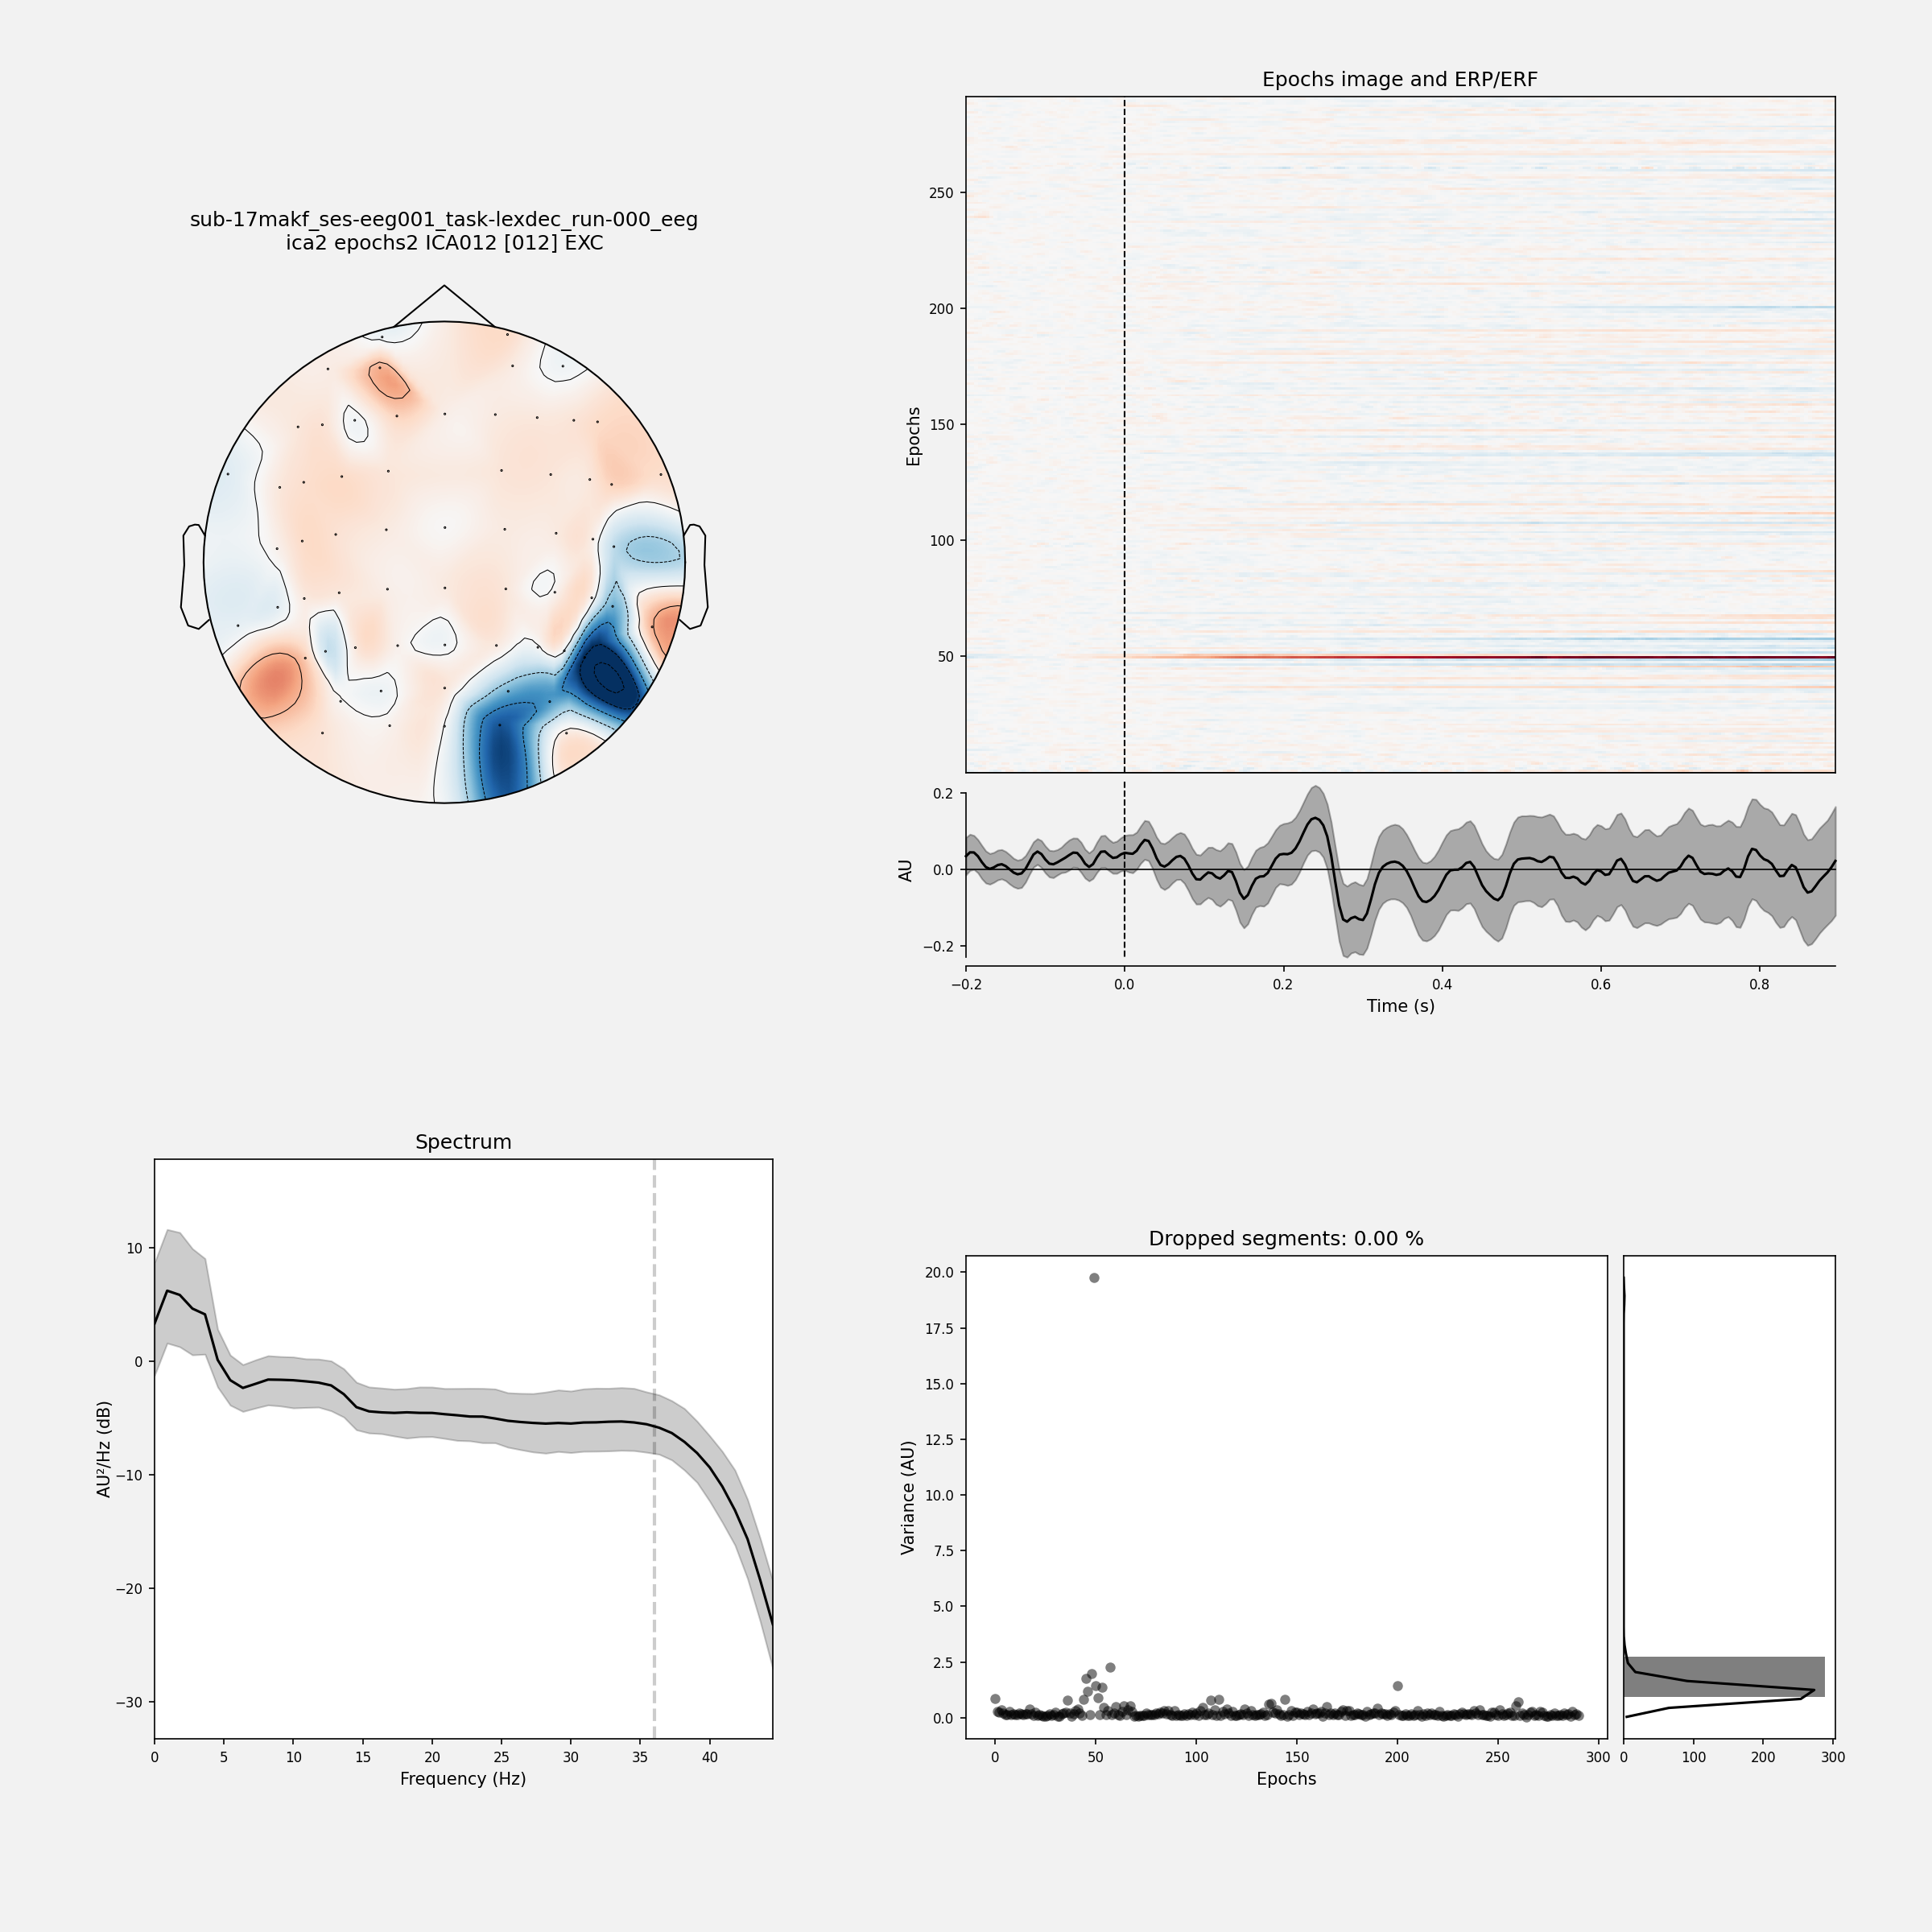 sub-17makf_ses-eeg001_task-lexdec_run-000_eeg
ica2 epochs2 ICA012 [012] EXC
Epochs image and ERP/ERF
Epochs
250
200
150
100
50
AU
0.2
0.0
−0.2
−0.2 0.0 0.2 0.4 0.6 0.8
Time (s)
Spectrum
AU²/Hz (dB)
10
0
−10
−20
−30
0 5 10 15 20 25 30 35 40
Frequency (Hz)
Dropped segments: 0.00 %
Variance (AU)
20.0
17.5
15.0
12.5
10.0
7.5
5.0
2.5
0.0
0 50 100 150 200 250 300
Epochs
0 100 200 300